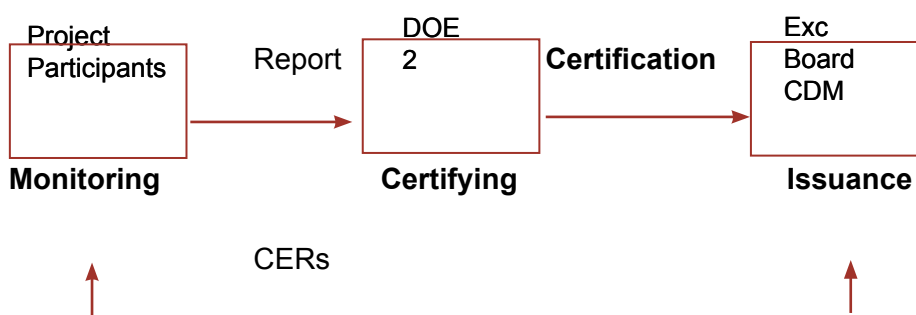 Project
Participants
Report
DOE
2
Certification
Exc
Board
CDM
Monitoring
Certifying
Issuance
CERs